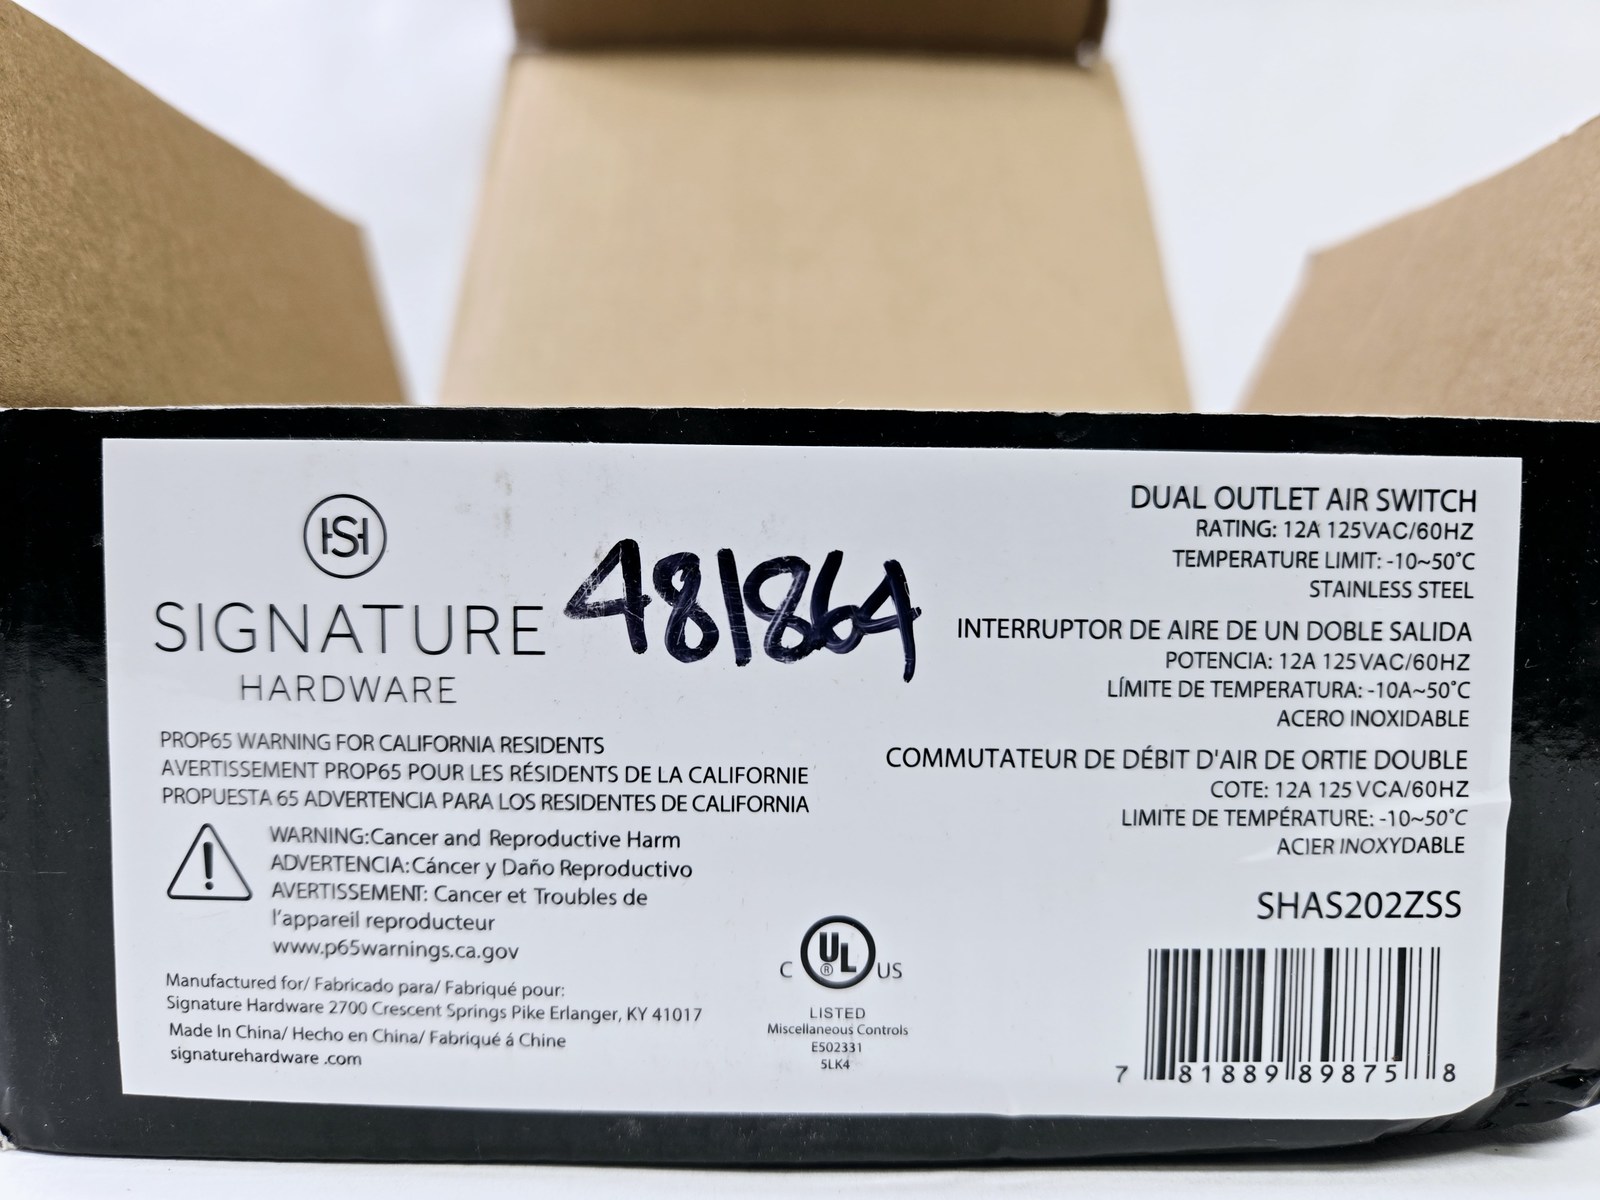 HSH
SIGNATURE
HARDWARE
481864
PROP65 WARNING FOR CALIFORNIA RESIDENTS
AVERTISSEMENT PROP65 POUR LES RÉSIDENTS DE LA CALIFORNIE
PROPUESTA 65 ADVERTENCIA PARA LOS RESIDENTES DE CALIFORNIA
WARNING:Cancer and Reproductive Harm
ADVERTENCIA:Cáncer y Daño Reproductivo
AVERTISSEMENT: Cancer et Troubles de
l'appareil reproducteur
www.p65warnings.ca.gov
Manufactured for/ Fabricado para/ Fabriqué pour:
Signature Hardware 2700 Crescent Springs Pike Erlanger, KY 41017
Made In China/ Hecho en China/ Fabriqué á Chine
signaturehardware .com
C UL ® US
LISTED
Miscellaneous Controls
E502331
5LK4
DUAL OUTLET AIR SWITCH
RATING: 12A 125VAC/60HZ
TEMPERATURE LIMIT: -10~50°C
STAINLESS STEEL
INTERRUPTOR DE AIRE DE UN DOBLE SALIDA
POTENCIA: 12A 125VAC/60HZ
LÍMITE DE TEMPERATURA: -10A~50°C
ACERO INOXIDABLE
COMMUTATEUR DE DÉBIT D'AIR DE ORTIE DOUBLE
COTE: 12A 125 VCA/60HZ
LIMITE DE TEMPÉRATURE: -10~50°C
ACIER INOXYDABLE
SHAS202ZSS
7 81889 89875 8